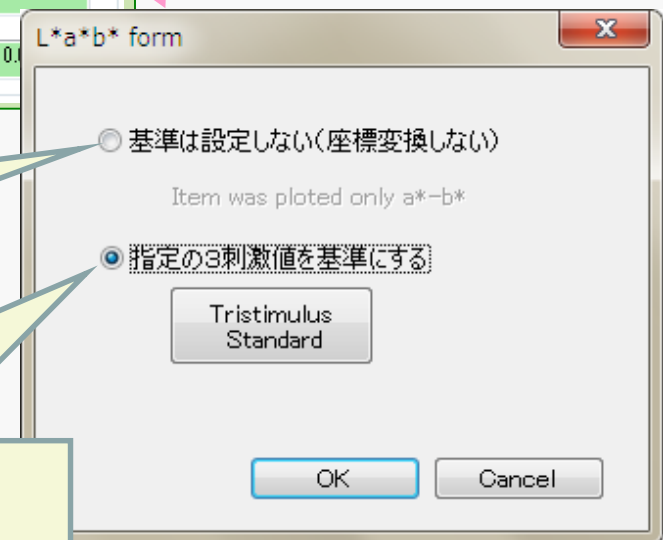 L*a*b* form
基準は設定しない(座標変換しない)
Item was ploted only a*-b*
指定の3刺激値を基準にする
Tristimulus
Standard
OK
Cancel